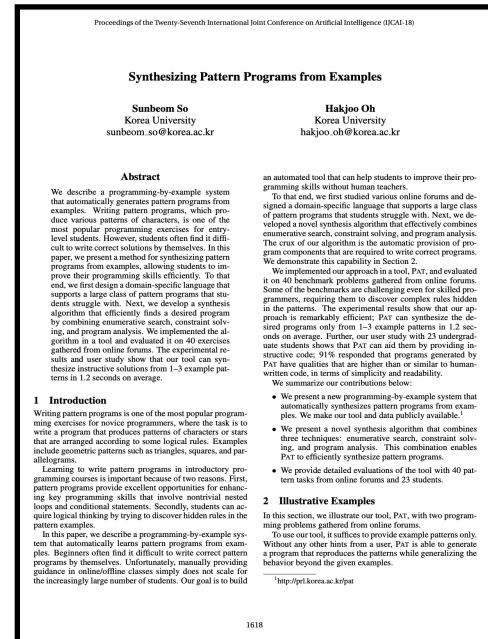 Proceedings of the Twenty-Seventh International Joint Conference on Artificial Intelligence (IJCAI-18)
Synthesizing Pattern Programs from Examples
Sunbeom So
Korea University
sunbeom_so@korea.ac.kr
Hakjoo Oh
Korea University
hakjoo_oh@korea.ac.kr
Abstract
We describe a programming-by-example system
that automatically generates pattern programs from
examples. Writing pattern programs, which pro-
duce various patterns of characters, is one of the
most popular programming exercises for entry-
level students. However, students often find it diffi-
cult to write correct solutions by themselves. In this
paper, we present a method for synthesizing pattern
programs from examples, allowing students to im-
prove their programming skills efficiently. To that
end, we first design a domain-specific language that
supports a large class of pattern programs that stu-
dents struggle with. Next, we develop a synthesis
algorithm that efficiently finds a desired program
by combining enumerative search, constraint solv-
ing, and program analysis. We implemented the al-
gorithm in a tool and evaluated it on 40 exercises
gathered from online forums. The experimental re-
sults and user study show that our tool can syn-
thesize instructive solutions from 1–3 example pat-
terns in 1.2 seconds on average.
1 Introduction
Writing pattern programs is one of the most popular program-
ming exercises for novice programmers, where the task is to
write a program that produces patterns of characters or stars
that are arranged according to some logical rules. Examples
include geometric patterns such as triangles, squares, and par-
allelograms.
Learning to write pattern programs in introductory pro-
gramming courses is important because of two reasons. First,
pattern programs provide excellent opportunities for enhanc-
ing key programming skills that involve nontrivial nested
loops and conditional statements. Secondly, students can ac-
quire logical thinking by trying to discover hidden rules in the
pattern examples.
In this paper, we describe a programming-by-example sys-
tem that automatically learns pattern programs from exam-
ples. Beginners often find it difficult to write correct pattern
programs by themselves. Unfortunately, manually providing
guidance in online/offline classes simply does not scale for
the increasingly large number of students. Our goal is to build
an automated tool that can help students to improve their pro-
gramming skills without human teachers.
To that end, we first studied various online forums and de-
signed a domain-specific language that supports a large class
of pattern programs that students struggle with. Next, we de-
veloped a novel synthesis algorithm that effectively combines
enumerative search, constraint solving, and program analysis.
The crux of our algorithm is the automatic provision of pro-
gram components that are required to write correct programs.
We demonstrate this capability in Section 2.
We implemented our approach in a tool, PAT, and evaluated
it on 40 benchmark problems gathered from online forums.
Some of the benchmarks are challenging even for skilled pro-
grammers, requiring them to discover complex rules hidden
in the patterns. The experimental results show that our ap-
proach is remarkably efficient; PAT can synthesize the de-
sired programs only from 1–3 example patterns in 1.2 sec-
onds on average. Further, our user study with 23 undergrad-
uate students shows that PAT can aid them by providing in-
structive code; 91% responded that programs generated by
PAT have qualities that are higher than or similar to human-
written code, in terms of simplicity and readability.
We summarize our contributions below:
• We present a new programming-by-example system that
automatically synthesizes pattern programs from exam-
ples. We make our tool and data publicly available.1
• We present a novel synthesis algorithm that combines
three techniques: enumerative search, constraint solv-
ing, and program analysis. This combination enables
PAT to efficiently synthesize pattern programs.
• We provide detailed evaluations of the tool with 40 pat-
tern tasks from online forums and 23 students.
2 Illustrative Examples
In this section, we illustrate our tool, PAT, with two program-
ming problems gathered from online forums.
To use our tool, it suffices to provide example patterns only.
Without any other hints from a user, PAT is able to generate
a program that reproduces the patterns while generalizing the
behavior beyond the given examples.
1http://prl.korea.ac.kr/pat
1618